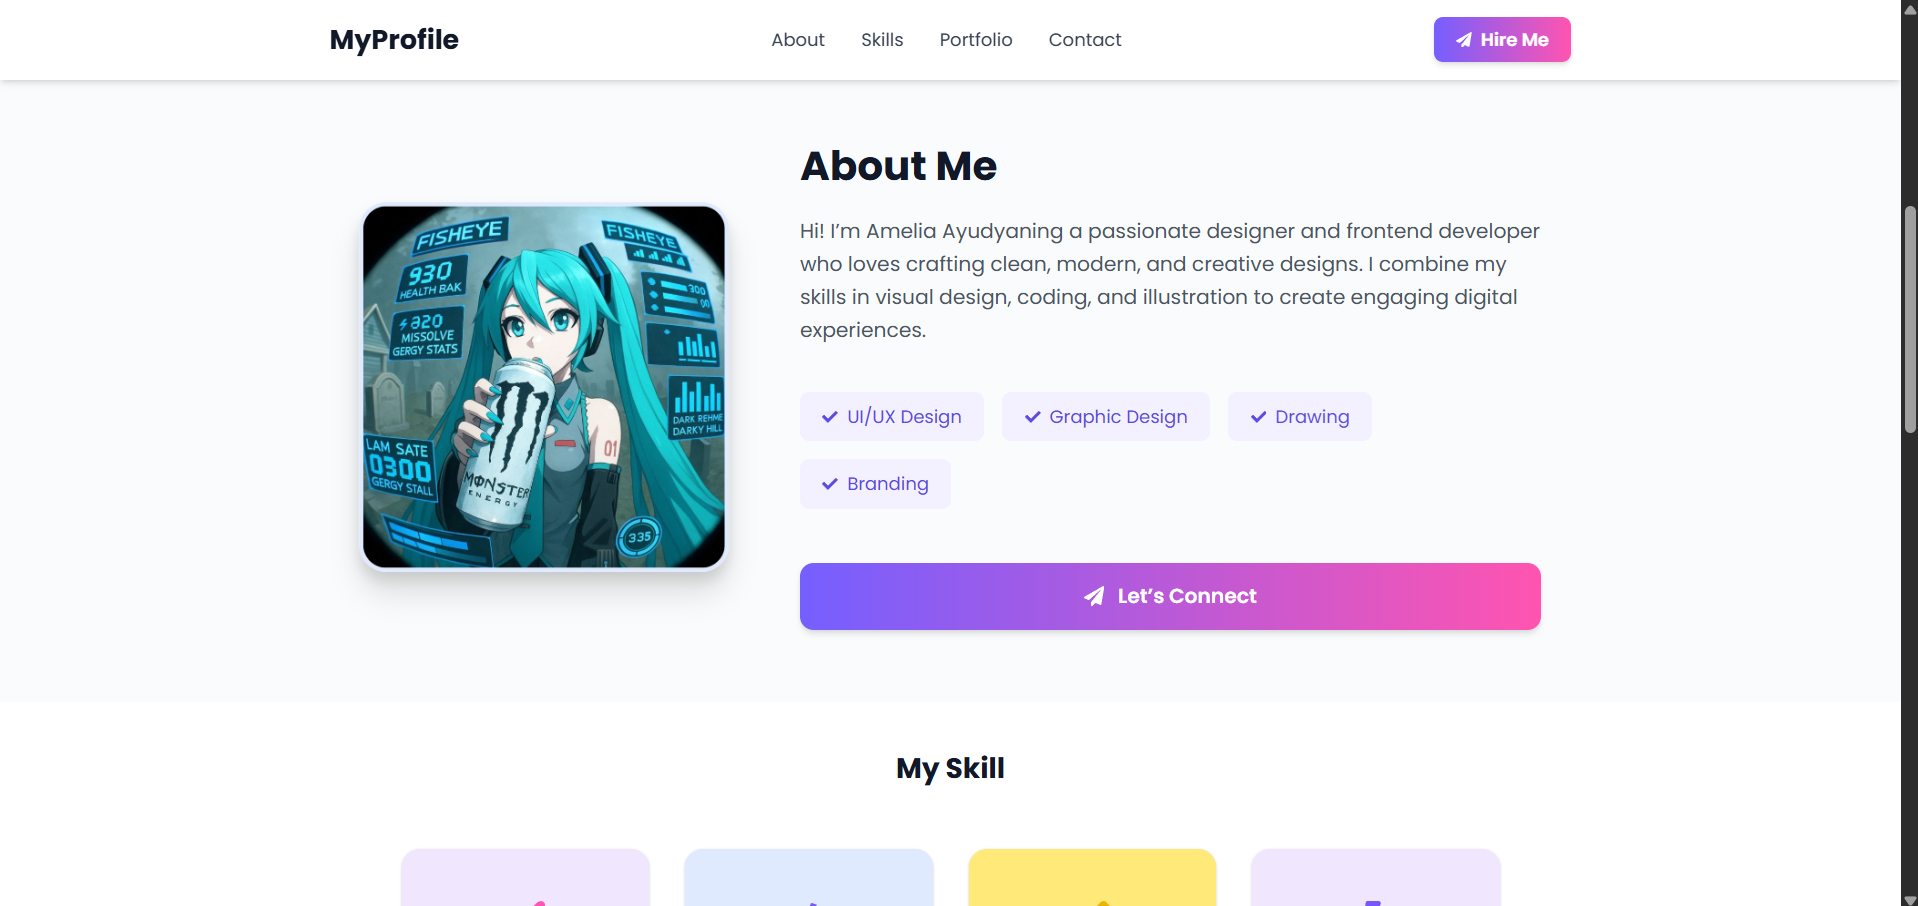 MyProfile
About
Skills
Portfolio
Contact
Hire Me
About Me
Hi! I’m Amelia Ayudyaning a passionate designer and frontend developer
who loves crafting clean, modern, and creative designs. I combine my
skills in visual design, coding, and illustration to create engaging digital
experiences.
UI/UX Design
Graphic Design
Drawing
Branding
Let’s Connect
FISHEYE
930
HEALTH BAK
820
MISSOLVE
GERGY STATS
LAM SATE
0300
GERGY STALL
FISHEYE
300
00
DARK REHME
DARKY HILL
01
MONSTER
ENERGY
335
My Skill